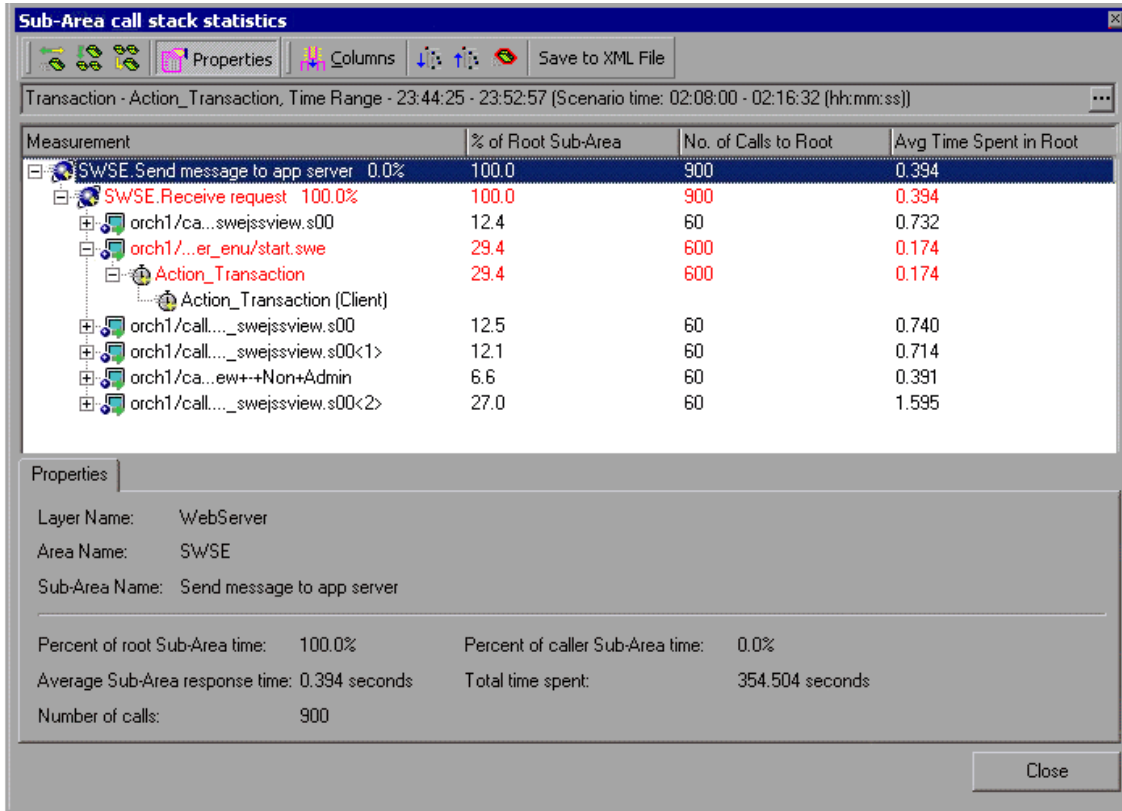 Sub-Area call stack statistics
Properties Columns Save to XML File
Transaction - Action_Transaction, Time Range - 23:44:25 - 23:52:57 (Scenario time: 02:08:00 - 02:16:32 (hh:mm:ss)) ...
Measurement % of Root Sub-Area No. of Calls to Root Avg Time Spent in Root
SWSE.Send message to app server 0.0% 100.0 900 0.394
SWSE.Receive request 100.0% 100.0 900 0.394
orch1/ca...swejssview.s00 12.4 60 0.732
orch1/...er_enu/start.swe 29.4 600 0.174
Action_Transaction 29.4 600 0.174
Action_Transaction (Client)
orch1/call...._swejssview.s00 12.5 60 0.740
orch1/call...._swejssview.s00<1> 12.1 60 0.714
orch1/ca...ew+-+Non+Admin 6.6 60 0.391
orch1/call...._swejssview.s00<2> 27.0 60 1.595
Properties
Layer Name: WebServer
Area Name: SWSE
Sub-Area Name: Send message to app server
Percent of root Sub-Area time: 100.0% Percent of caller Sub-Area time: 0.0%
Average Sub-Area response time: 0.394 seconds Total time spent: 354.504 seconds
Number of calls: 900
Close